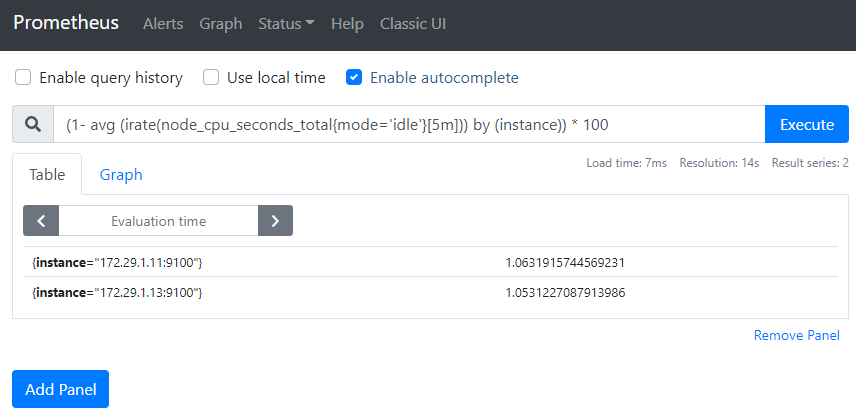 Prometheus Alerts Graph Status Help Classic UI
Enable query history Use local time Enable autocomplete
(1- avg (irate(node_cpu_seconds_total{mode='idle'}[5m])) by (instance)) * 100 Execute
Load time: 7ms Resolution: 14s Result series: 2
Table Graph
Evaluation time
{instance="172.29.1.11:9100"} 1.0631915744569231
{instance="172.29.1.13:9100"} 1.0531227087913986
Remove Panel
Add Panel